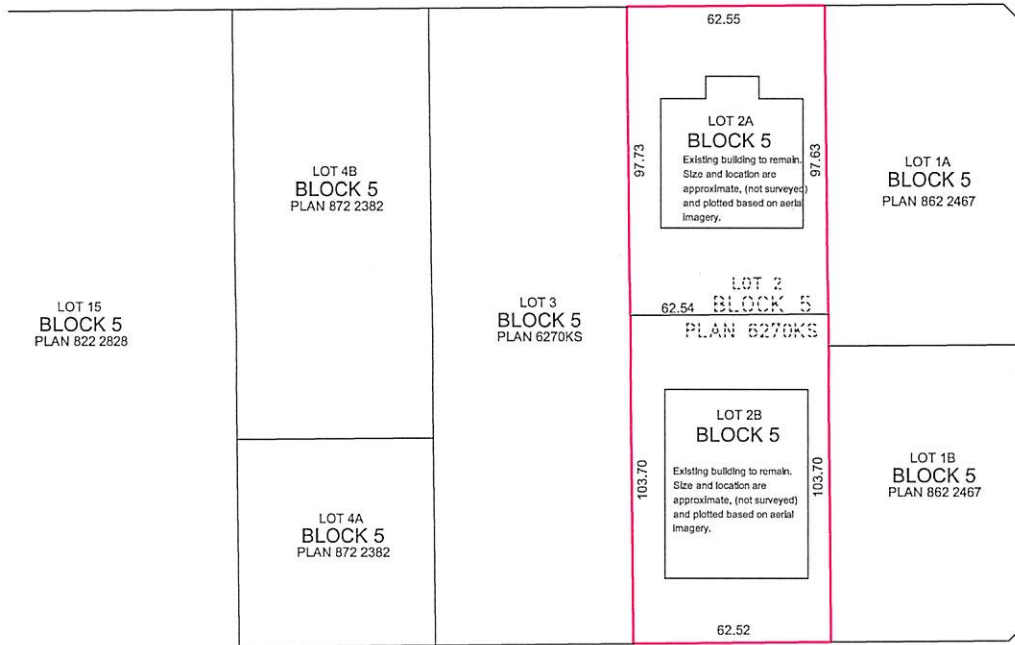 62.55
LOT 2A
BLOCK 5
Existing building to remain.
Size and location are
approximate, (not surveyed)
and plotted based on aerial
imagery.
97.73
97.63
LOT 4B
BLOCK 5
PLAN 872 2382
LOT 1A
BLOCK 5
PLAN 862 2467
LOT 15
BLOCK 5
PLAN 822 2828
LOT 3
BLOCK 5
PLAN 6270KS
LOT 2
62.54
BLOCK 5
PLAN 6270KS
LOT 2B
BLOCK 5
Existing building to remain.
Size and location are
approximate, (not surveyed)
and plotted based on aerial
imagery.
103.70
103.70
LOT 1B
BLOCK 5
PLAN 862 2467
LOT 4A
BLOCK 5
PLAN 872 2382
62.52